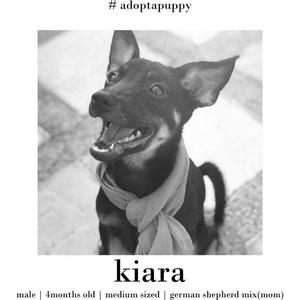 # adoptapuppy
kiara
male | 4months old | medium sized | german shepherd mix(mom)